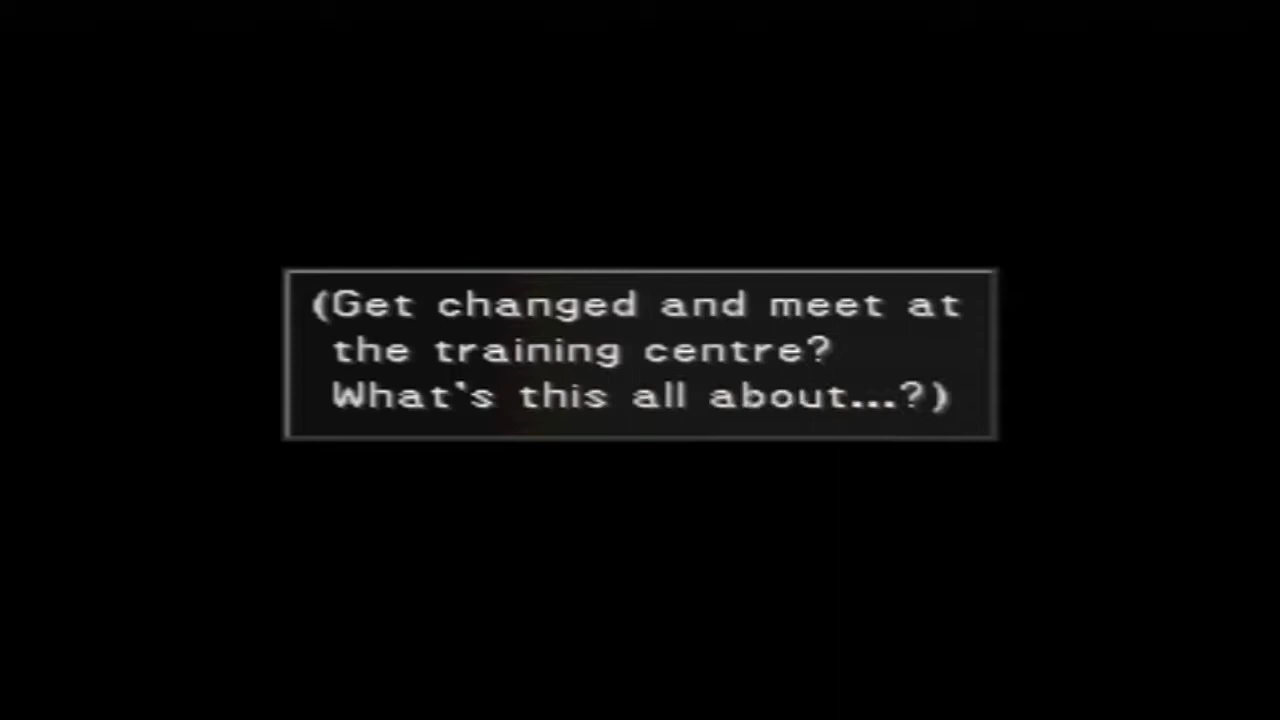 (Get changed and meet at
the training centre?
What's this all about...?)